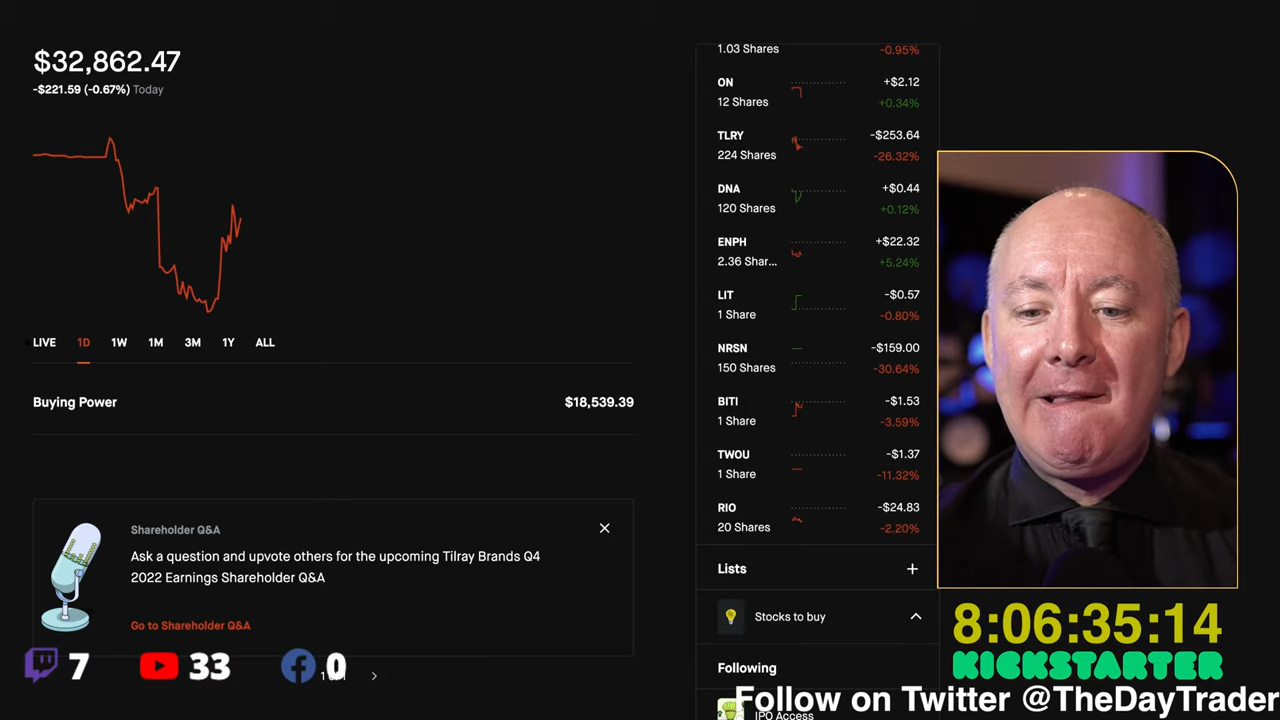 $32,862.47
-$221.59 (-0.67%) Today
LIVE 1D 1W 1M 3M 1Y ALL
Buying Power $18,539.39
Shareholder Q&A
Ask a question and upvote others for the upcoming Tilray Brands Q4
2022 Earnings Shareholder Q&A
Go to Shareholder Q&A
1.03 Shares -0.95%
ON +$2.12
12 Shares +0.34%
TLRY -$253.64
224 Shares -26.32%
DNA +$0.44
120 Shares +0.12%
ENPH +$22.32
2.36 Shar... +5.24%
LIT -$0.57
1 Share -0.80%
NRSN -$159.00
150 Shares -30.64%
BITI -$1.53
1 Share -3.59%
TWOU -$1.37
1 Share -11.32%
RIO -$24.83
20 Shares -2.20%
Lists
Stocks to buy
Following
IPO Access
8:06:35:14
KICKSTARTER
7 33 0
Follow on Twitter @TheDayTrader